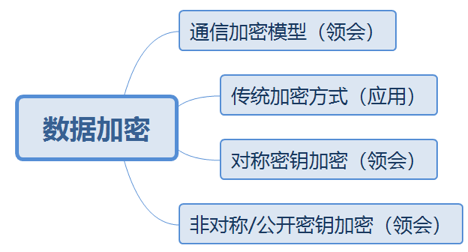 通信加密模型（领会）
传统加密方式（应用）
数据加密
对称密钥加密（领会）
非对称/公开密钥加密（领会）